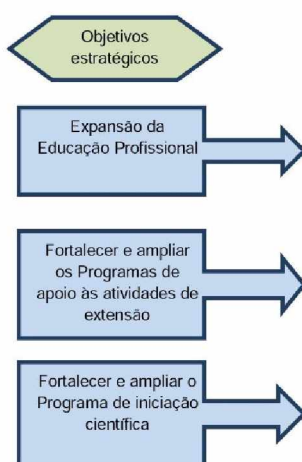 Objetivos
estratégicos
Expansão da
Educação Profissional
Fortalecer e ampliar
os Programas de
apoio às atividades de
extensão
Fortalecer e ampliar o
Programa de iniciação
científica